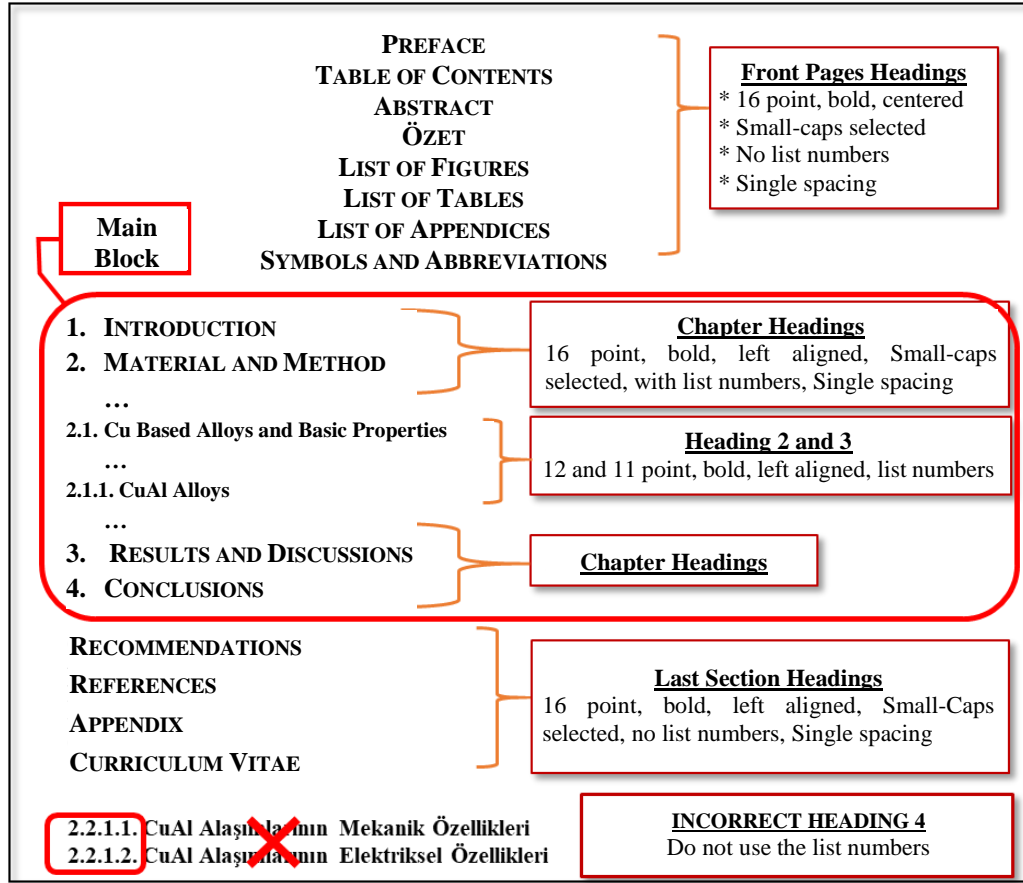 PREFACE
TABLE OF CONTENTS
ABSTRACT
ÖZET
LIST OF FIGURES
LIST OF TABLES
LIST OF APPENDICES
SYMBOLS AND ABBREVIATIONS
Front Pages Headings
* 16 point, bold, centered
* Small-caps selected
* No list numbers
* Single spacing
Main
Block
1. INTRODUCTION
2. MATERIAL AND METHOD
…
Chapter Headings
16 point, bold, left aligned, Small-caps
selected, with list numbers, Single spacing
2.1. Cu Based Alloys and Basic Properties
…
2.1.1. CuAl Alloys
…
Heading 2 and 3
12 and 11 point, bold, left aligned, list numbers
3. RESULTS AND DISCUSSIONS
4. CONCLUSIONS
Chapter Headings
RECOMMENDATIONS
REFERENCES
APPENDIX
CURRICULUM VITAE
Last Section Headings
16 point, bold, left aligned, Small-Caps
selected, no list numbers, Single spacing
2.2.1.1. CuAl Alaşımlarının Mekanik Özellikleri
2.2.1.2. CuAl Alaşımlarının Elektriksel Özellikleri
INCORRECT HEADING 4
Do not use the list numbers